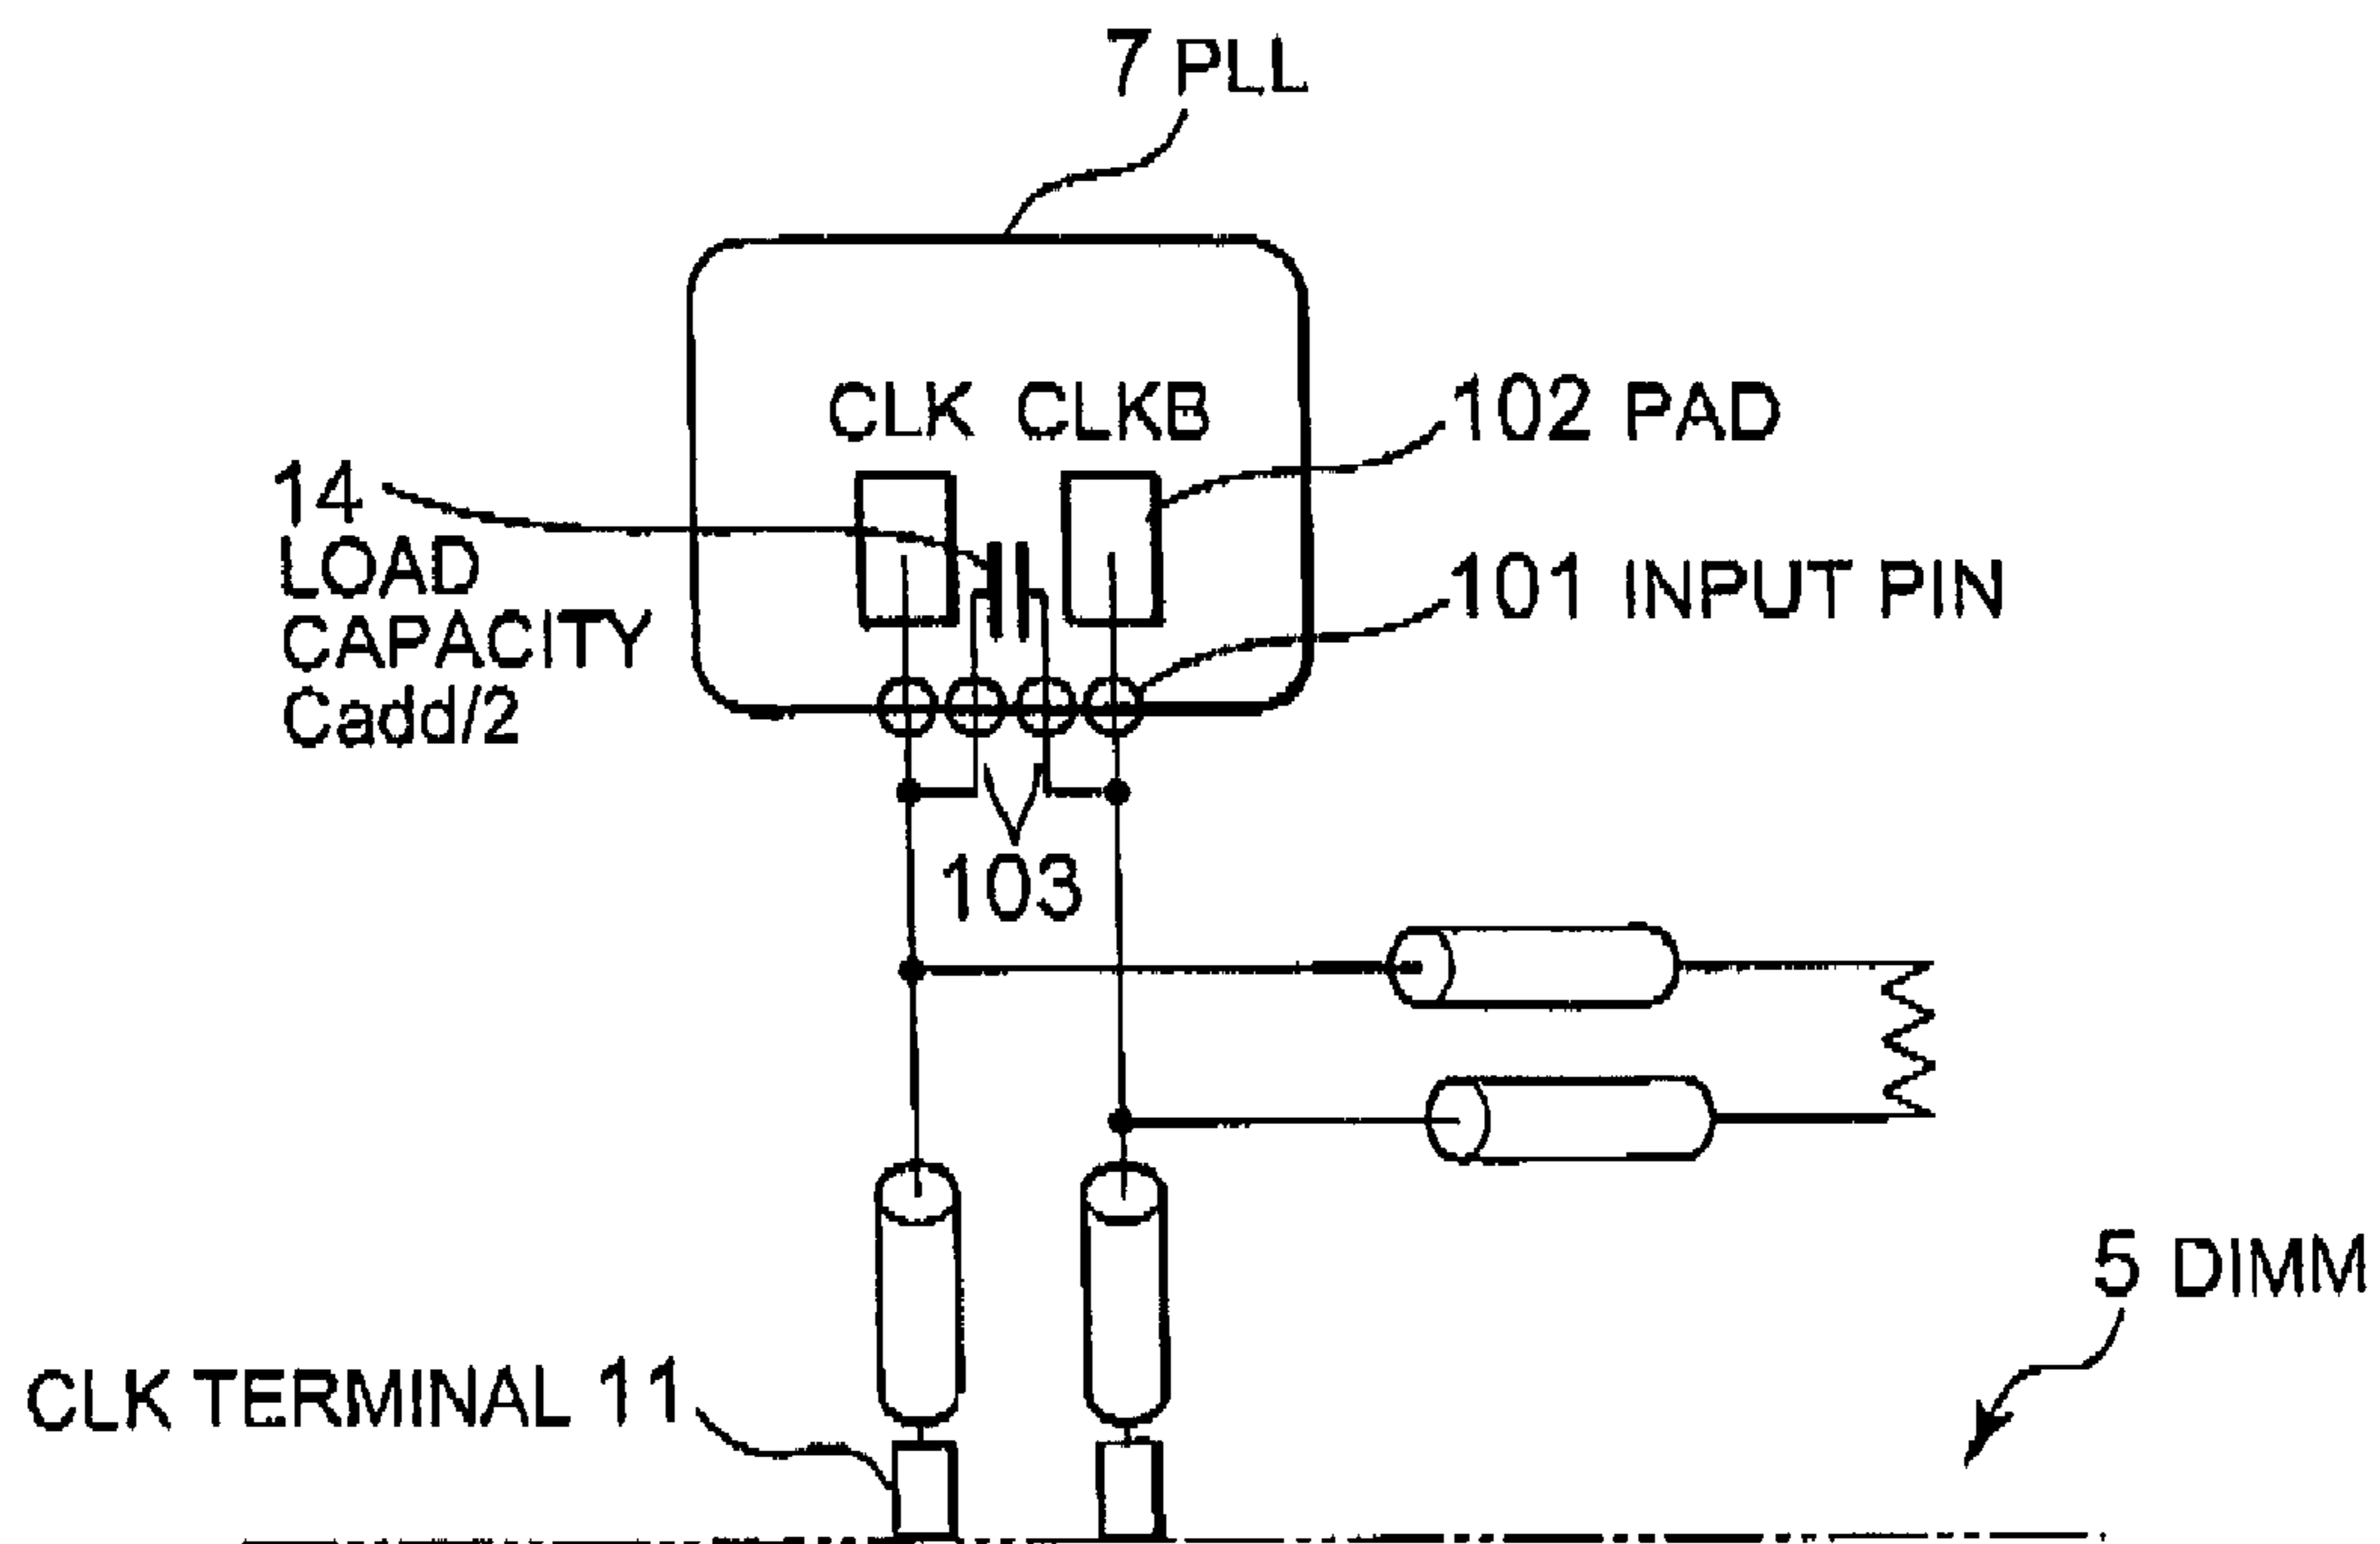 7 PLL
CLK CLKB
102 PAD
14
LOAD
CAPACITY
Cadd/2
101 INPUT PIN
103
5 DIMM
CLK TERMINAL 11